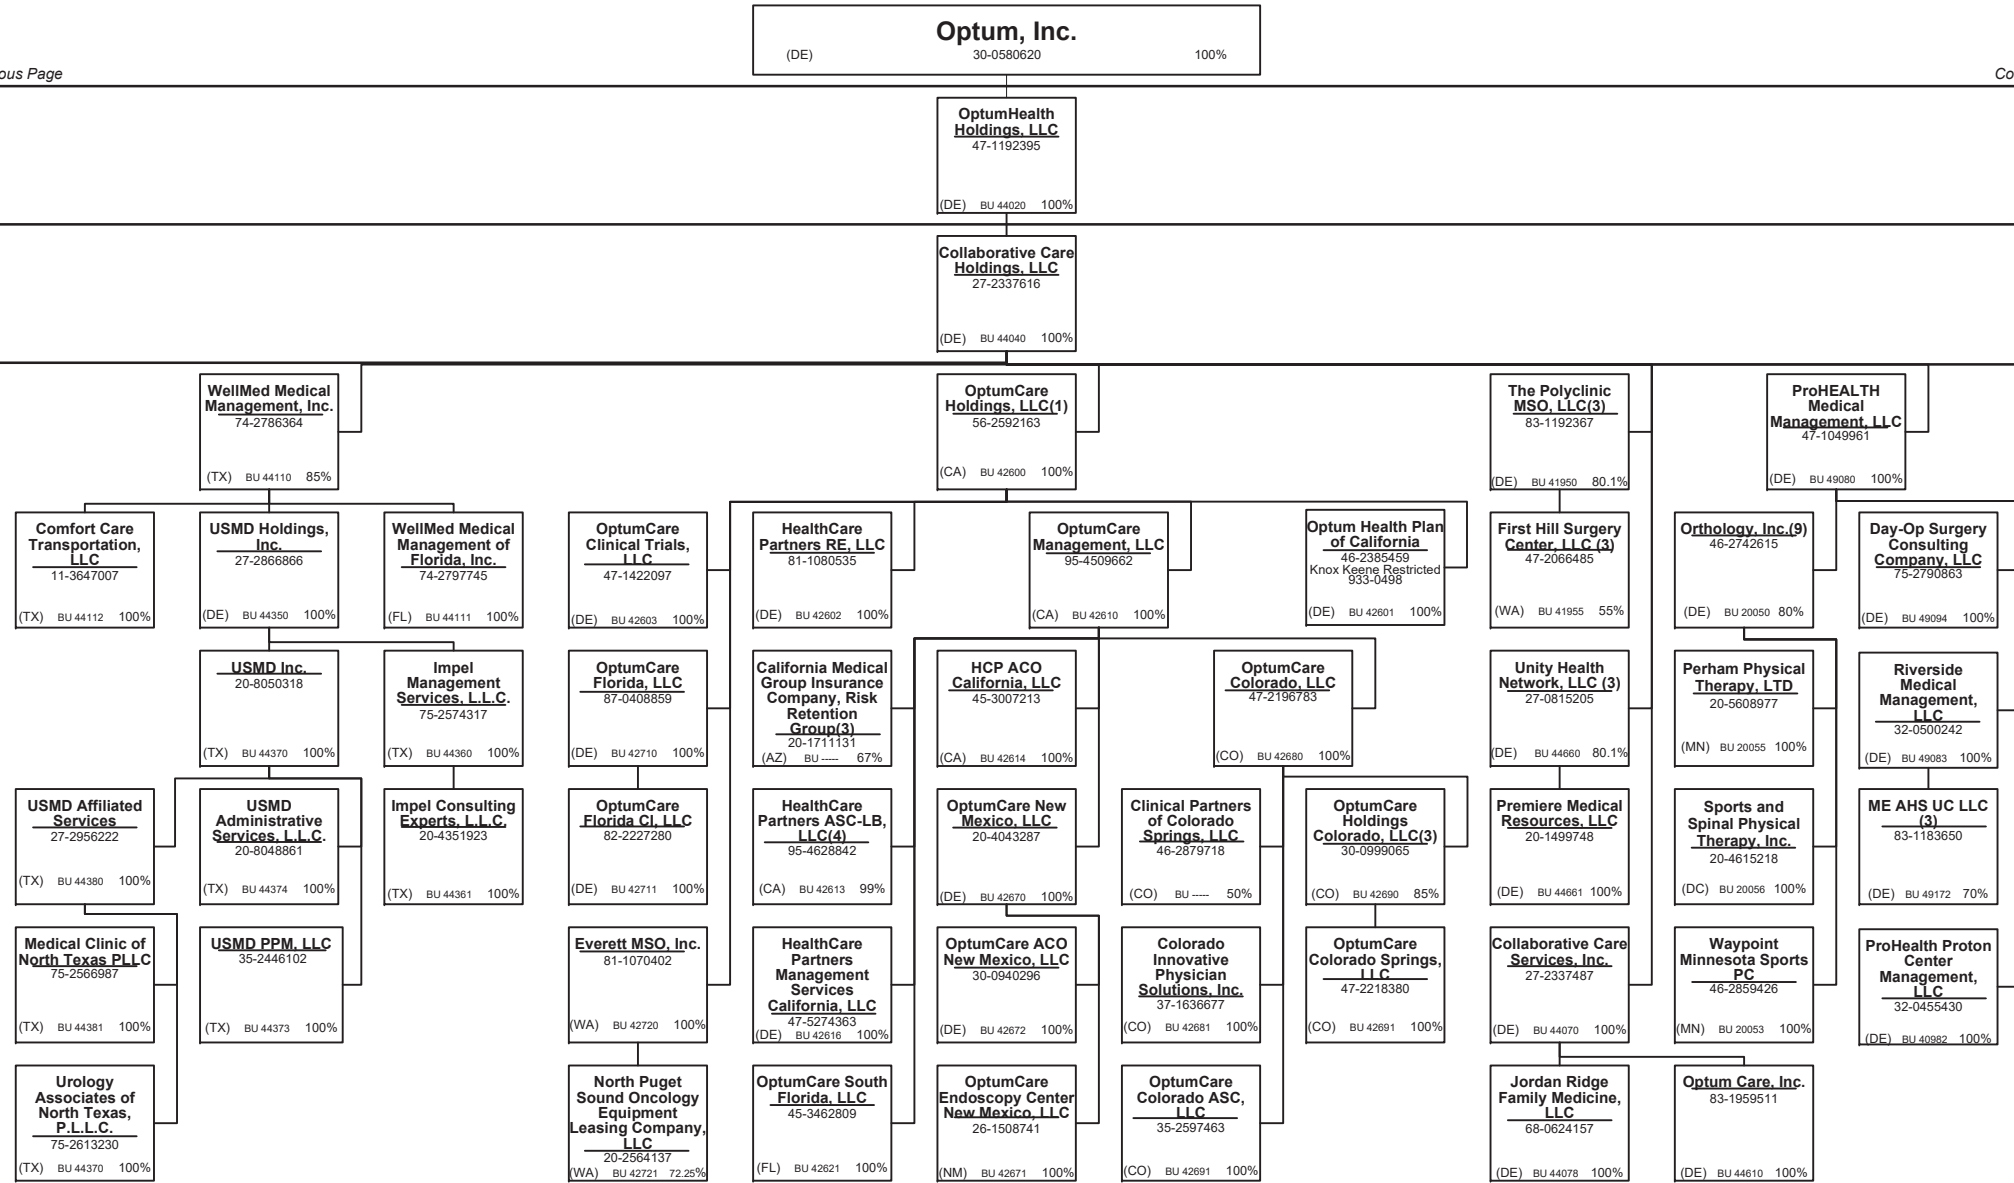 Optum, Inc.
(DE) 30-0580620 100%
ous Page
Co
OptumHealth
Holdings, LLC
47-1192395
(DE) BU 44020 100%
Collaborative Care
Holdings, LLC
27-2337616
(DE) BU 44040 100%
WellMed Medical
Management, Inc.
74-2786364
(TX) BU 44110 85%
OptumCare
Holdings, LLC(1)
56-2592163
(CA) BU 42600 100%
The Polyclinic
MSO, LLC(3)
83-1192367
(DE) BU 41950 80.1%
ProHEALTH
Medical
Management, LLC
47-1049961
(DE) BU 49080 100%
Comfort Care
Transportation,
LLC
11-3647007
(TX) BU 44112 100%
USMD Holdings,
Inc.
27-2866866
(DE) BU 44350 100%
WellMed Medical
Management of
Florida, Inc.
74-2797745
(FL) BU 44111 100%
OptumCare
Clinical Trials,
LLC
47-1422097
(DE) BU 42603 100%
HealthCare
Partners RE, LLC
81-1080535
(DE) BU 42602 100%
OptumCare
Management, LLC
95-4509662
(CA) BU 42610 100%
Optum Health Plan
of California
46-2385459
Knox Keene Restricted
933-0498
(DE) BU 42601 100%
First Hill Surgery
Center, LLC (3)
47-2066485
(WA) BU 41955 55%
Orthology, Inc.(9)
46-2742615
(DE) BU 20050 80%
Day-Op Surgery
Consulting
Company, LLC
75-2790863
(DE) BU 49094 100%
USMD Inc.
20-8050318
(TX) BU 44370 100%
Impel
Management
Services, L.L.C.
75-2574317
(TX) BU 44360 100%
OptumCare
Florida, LLC
87-0408859
(DE) BU 42710 100%
California Medical
Group Insurance
Company, Risk
Retention
Group(3)
20-1711131
(AZ) BU ----- 67%
HCP ACO
California, LLC
45-3007213
(CA) BU 42614 100%
OptumCare
Colorado, LLC
47-2196783
(CO) BU 42680 100%
Unity Health
Network, LLC (3)
27-0815205
(DE) BU 44660 80.1%
Perham Physical
Therapy, LTD
20-5608977
(MN) BU 20055 100%
Riverside
Medical
Management,
LLC
32-0500242
(DE) BU 49083 100%
USMD Affiliated
Services
27-2956222
(TX) BU 44380 100%
USMD
Administrative
Services, L.L.C.
20-8048861
(TX) BU 44374 100%
Impel Consulting
Experts, L.L.C.
20-4351923
(TX) BU 44361 100%
OptumCare
Florida CI, LLC
82-2227280
(DE) BU 42711 100%
HealthCare
Partners ASC-LB,
LLC(4)
95-4628842
(CA) BU 42613 99%
OptumCare New
Mexico, LLC
20-4043287
(DE) BU 42670 100%
Clinical Partners
of Colorado
Springs, LLC
46-2879718
(CO) BU ----- 50%
OptumCare
Holdings
Colorado, LLC(3)
30-0999065
(CO) BU 42690 85%
Premiere Medical
Resources, LLC
20-1499748
(DE) BU 44661 100%
Sports and
Spinal Physical
Therapy, Inc.
20-4615218
(DC) BU 20056 100%
ME AHS UC LLC
(3)
83-1183650
(DE) BU 49172 70%
Medical Clinic of
North Texas PLLC
75-2566987
(TX) BU 44381 100%
USMD PPM, LLC
35-2446102
(TX) BU 44373 100%
Everett MSO, Inc.
81-1070402
(WA) BU 42720 100%
HealthCare
Partners
Management
Services
California, LLC
47-5274363
(DE) BU 42616 100%
OptumCare ACO
New Mexico, LLC
30-0940296
(DE) BU 42672 100%
Colorado
Innovative
Physician
Solutions, Inc.
37-1636677
(CO) BU 42681 100%
OptumCare
Colorado Springs,
LLC
47-2218380
(CO) BU 42691 100%
Collaborative Care
Services, Inc.
27-2337487
(DE) BU 44070 100%
Waypoint
Minnesota Sports
PC
46-2859426
(MN) BU 20053 100%
ProHealth Proton
Center
Management,
LLC
32-0455430
(DE) BU 40982 100%
Urology
Associates of
North Texas,
P.L.L.C.
75-2613230
(TX) BU 44370 100%
North Puget
Sound Oncology
Equipment
Leasing Company,
LLC
20-2564137
(WA) BU 42721 72.25%
OptumCare South
Florida, LLC
45-3462809
(FL) BU 42621 100%
OptumCare
Endoscopy Center
New Mexico, LLC
26-1508741
(NM) BU 42671 100%
OptumCare
Colorado ASC,
LLC
35-2597463
(CO) BU 42691 100%
Jordan Ridge
Family Medicine,
LLC
68-0624157
(DE) BU 44078 100%
Optum Care, Inc.
83-1959511
(DE) BU 44610 100%